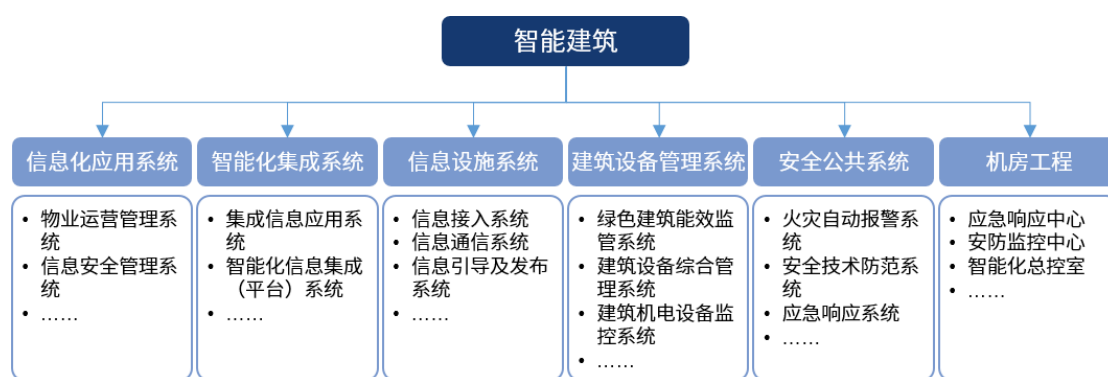 智能建筑
信息化应用系统
智能化集成系统
信息设施系统
建筑设备管理系统
安全公共系统
机房工程
• 物业运营管理系
统
• 信息安全管理系
统
• ……
• 集成信息应用系
统
• 智能化信息集成
（平台）系统
• ……
• 信息接入系统
• 信息通信系统
• 信息引导及发布
系统
• ……
• 绿色建筑能效监
管系统
• 建筑设备综合管
理系统
• 建筑机电设备监
控系统
• ……
• 火灾自动报警系
统
• 安全技术防范系
统
• 应急响应系统
• ……
• 应急响应中心
• 安防监控中心
• 智能化总控室
• ……